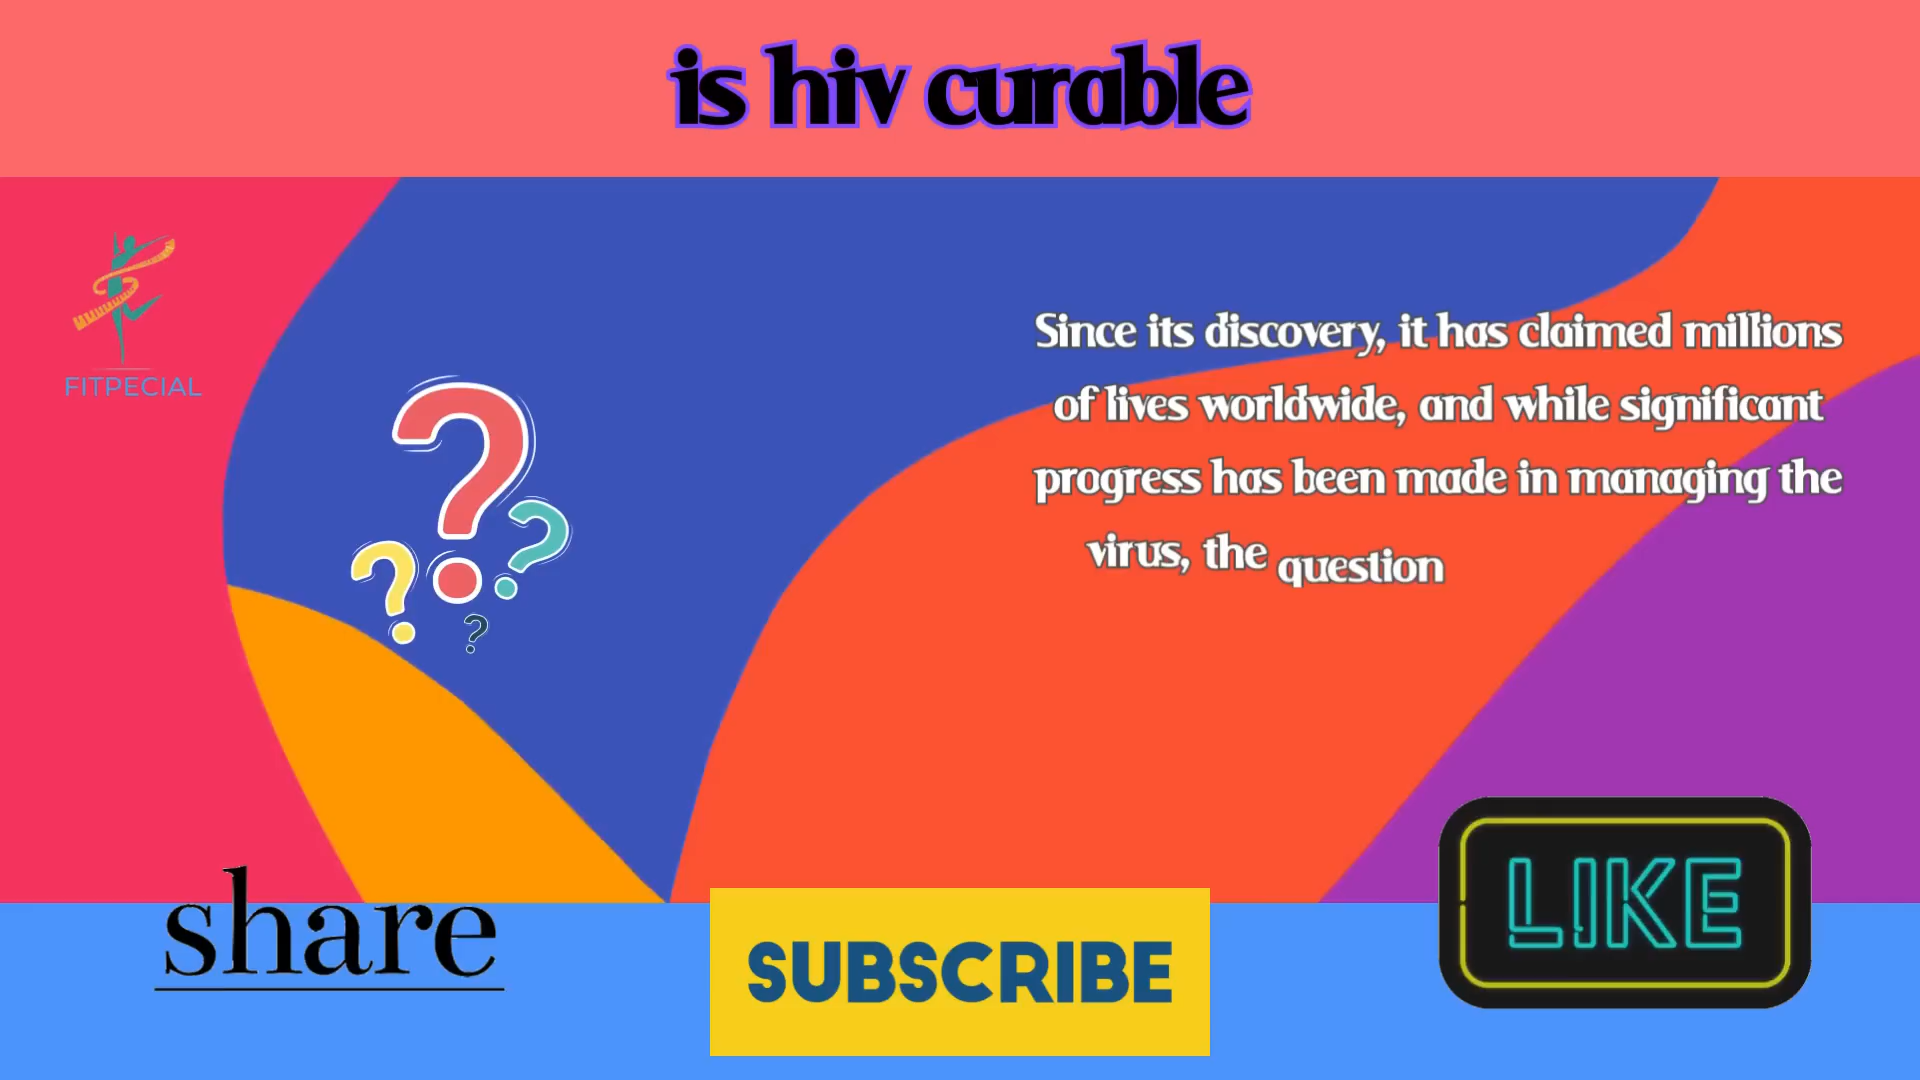 is hiv curable
FITPECIAL
Since its discovery, it has claimed millions
of lives worldwide, and while significant
progress has been made in managing the
virus, the question
share
SUBSCRIBE
LIKE